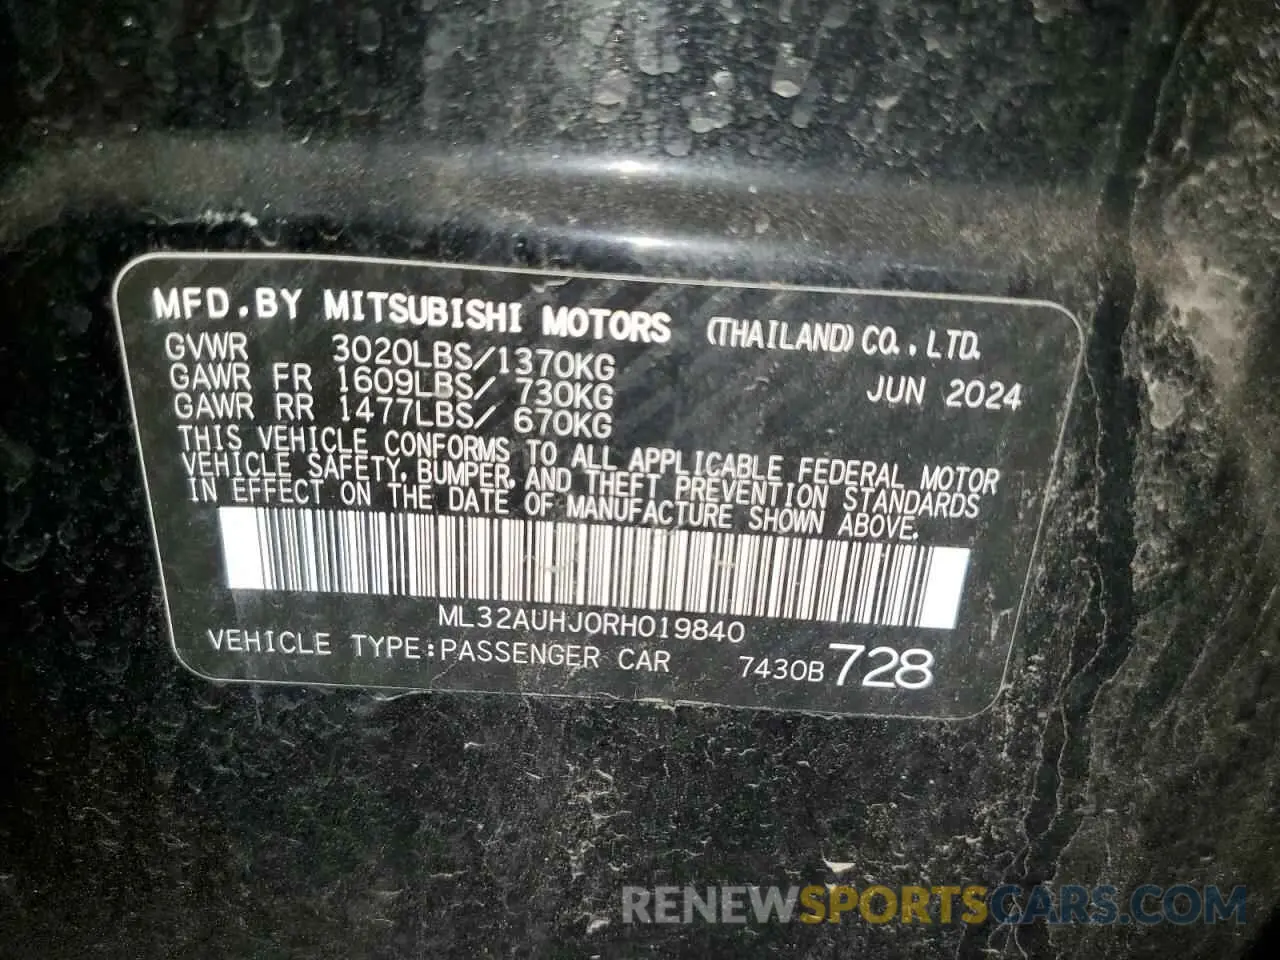 MFD.BY MITSUBISHI MOTORS (THAILAND) CO.,LTD.
GVWR 3020LBS/1370KG
GAWR FR 1609LBS/ 730KG JUN 2024
GAWR RR 1477LBS/ 670KG
THIS VEHICLE CONFORMS TO ALL APPLICABLE FEDERAL MOTOR
VEHICLE SAFETY, BUMPER, AND THEFT PREVENTION STANDARDS
IN EFFECT ON THE DATE OF MANUFACTURE SHOWN ABOVE.
ML32AUHJ0RH019840
VEHICLE TYPE:PASSENGER CAR 7430B728
RENEWSPORTSCARS.COM